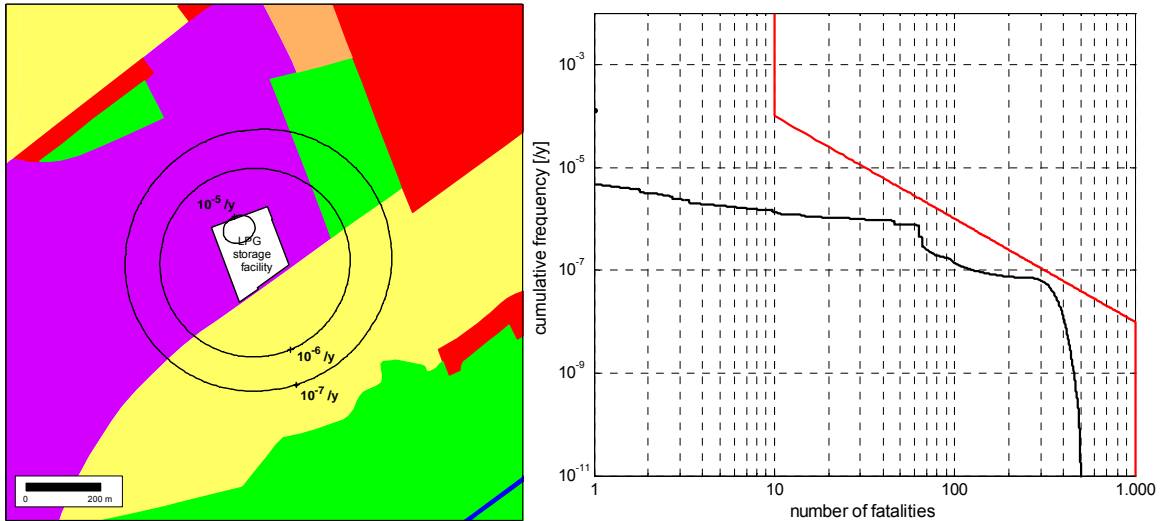 10⁻⁵ /y
LPG
storage
facility
10⁻⁶ /y
10⁻⁷ /y
0 200 m
cumulative frequency [/y]
10⁻³
10⁻⁵
10⁻⁷
10⁻⁹
10⁻¹¹
1 10 100 1.000
number of fatalities